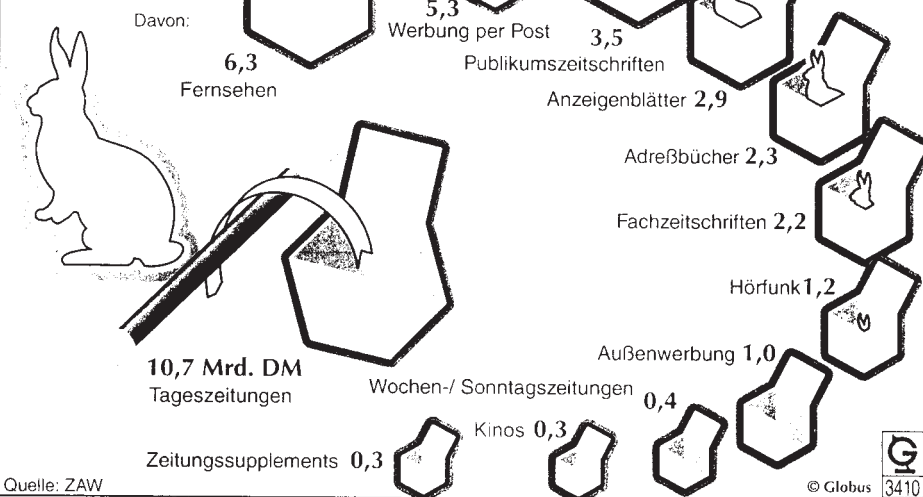 Davon:
6,3
Fernsehen
5,3
Werbung per Post
3,5
Publikumszeitschriften
Anzeigenblätter 2,9
Adreßbücher 2,3
Fachzeitschriften 2,2
Hörfunk 1,2
Außenwerbung 1,0
10,7 Mrd. DM
Tageszeitungen
Wochen-/ Sonntagszeitungen 0,4
Kinos 0,3
Zeitungssupplements 0,3
Quelle: ZAW
© Globus
G
3410